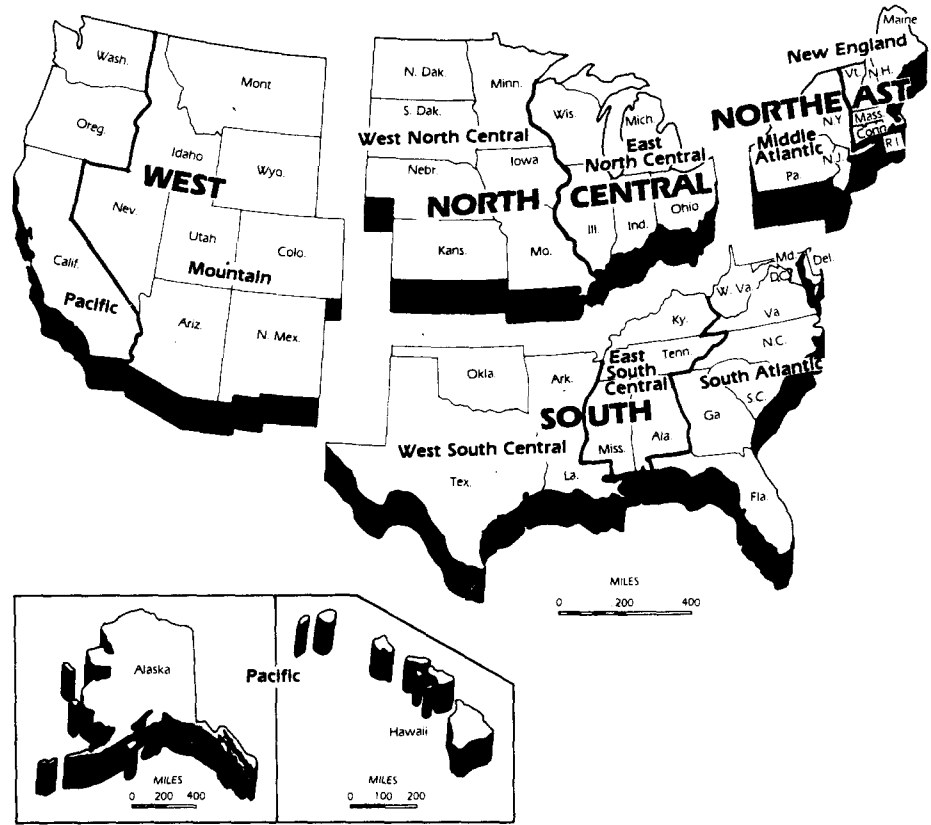 Maine
New England
Vt.
N.H.
NORTHEAST
N.Y.
Mass
Conn
R.I.
Middle
Atlantic
N.J.
Pa.
Wash.
Mont
Oreg.
Idaho
Wyo.
WEST
Nev.
Utah
Colo.
Mountain
Calif.
Pacific
Ariz.
N. Mex.
N. Dak.
Minn.
S. Dak.
West North Central
Nebr.
Iowa
Wis.
Mich.
East
North Central
NORTH CENTRAL
Kans.
Mo.
Ill.
Ind.
Ohio
Md.
Del.
D.C.
W. Va.
Va
Ky.
N.C.
Tenn.
East
South
Central
South Atlantic
S.C.
Okla.
Ark.
SOUTH
Ga
Miss.
Ala.
West South Central
Tex.
La.
Fla.
MILES
0 200 400
Alaska
Pacific
Hawaii
MILES
0 200 400
MILES
0 100 200